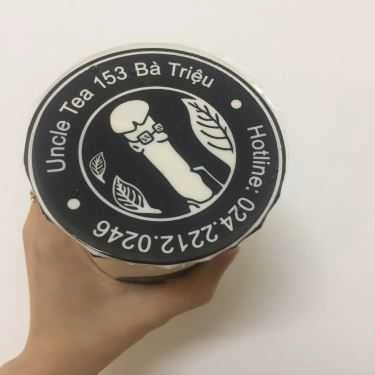 Uncle Tea 153 Bà Triệu
Hotline: 024.2212.0246